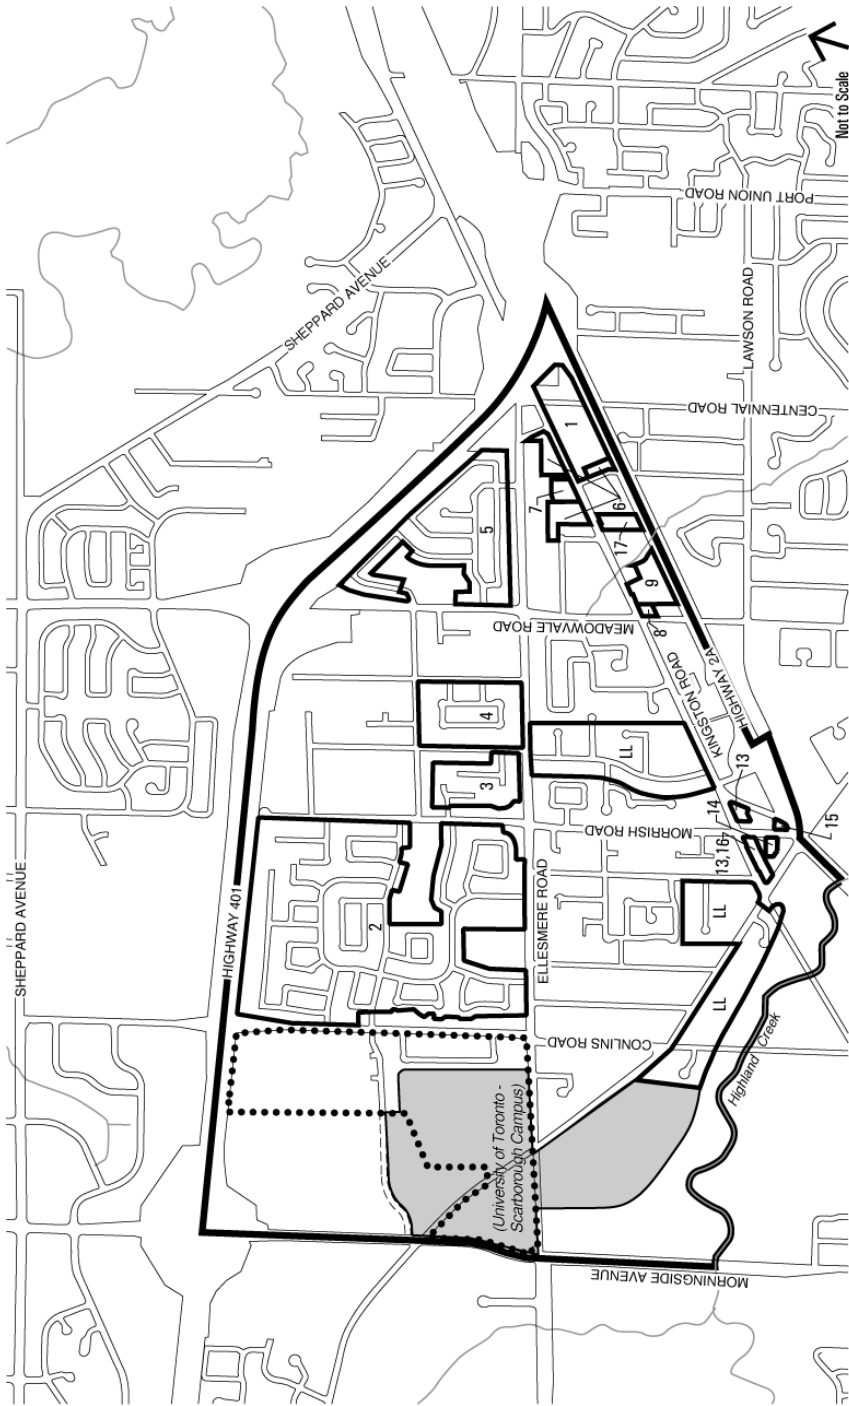 Not to Scale
PORT UNION ROAD
SHEPPARD AVENUE
LAWSON ROAD
CENTENNIAL ROAD
1
7
6
5
17
9
8
MEADOWVALE ROAD
HIGHWAY 2A
KINGSTON ROAD
4
LL
3
13
14
MORRISH ROAD
15
13,16
2
SHEPPARD AVENUE
HIGHWAY 401
ELLESMERE ROAD
LL
LL
CONLINS ROAD
Highland Creek
(University of Toronto -
Scarborough Campus)
MORNINGSIDE AVENUE